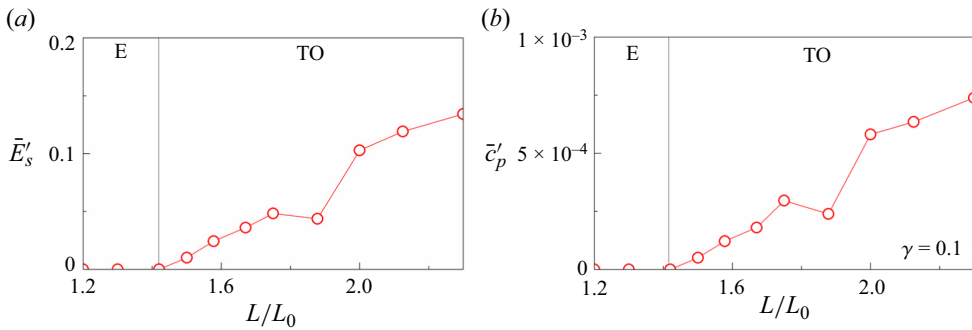 (a)
0.2
E
TO
Ē′s
0.1
0
1.2
1.6
2.0
L/L0
(b)
1 × 10–3
E
TO
c̄′p
5 × 10–4
0
γ = 0.1
1.2
1.6
2.0
L/L0